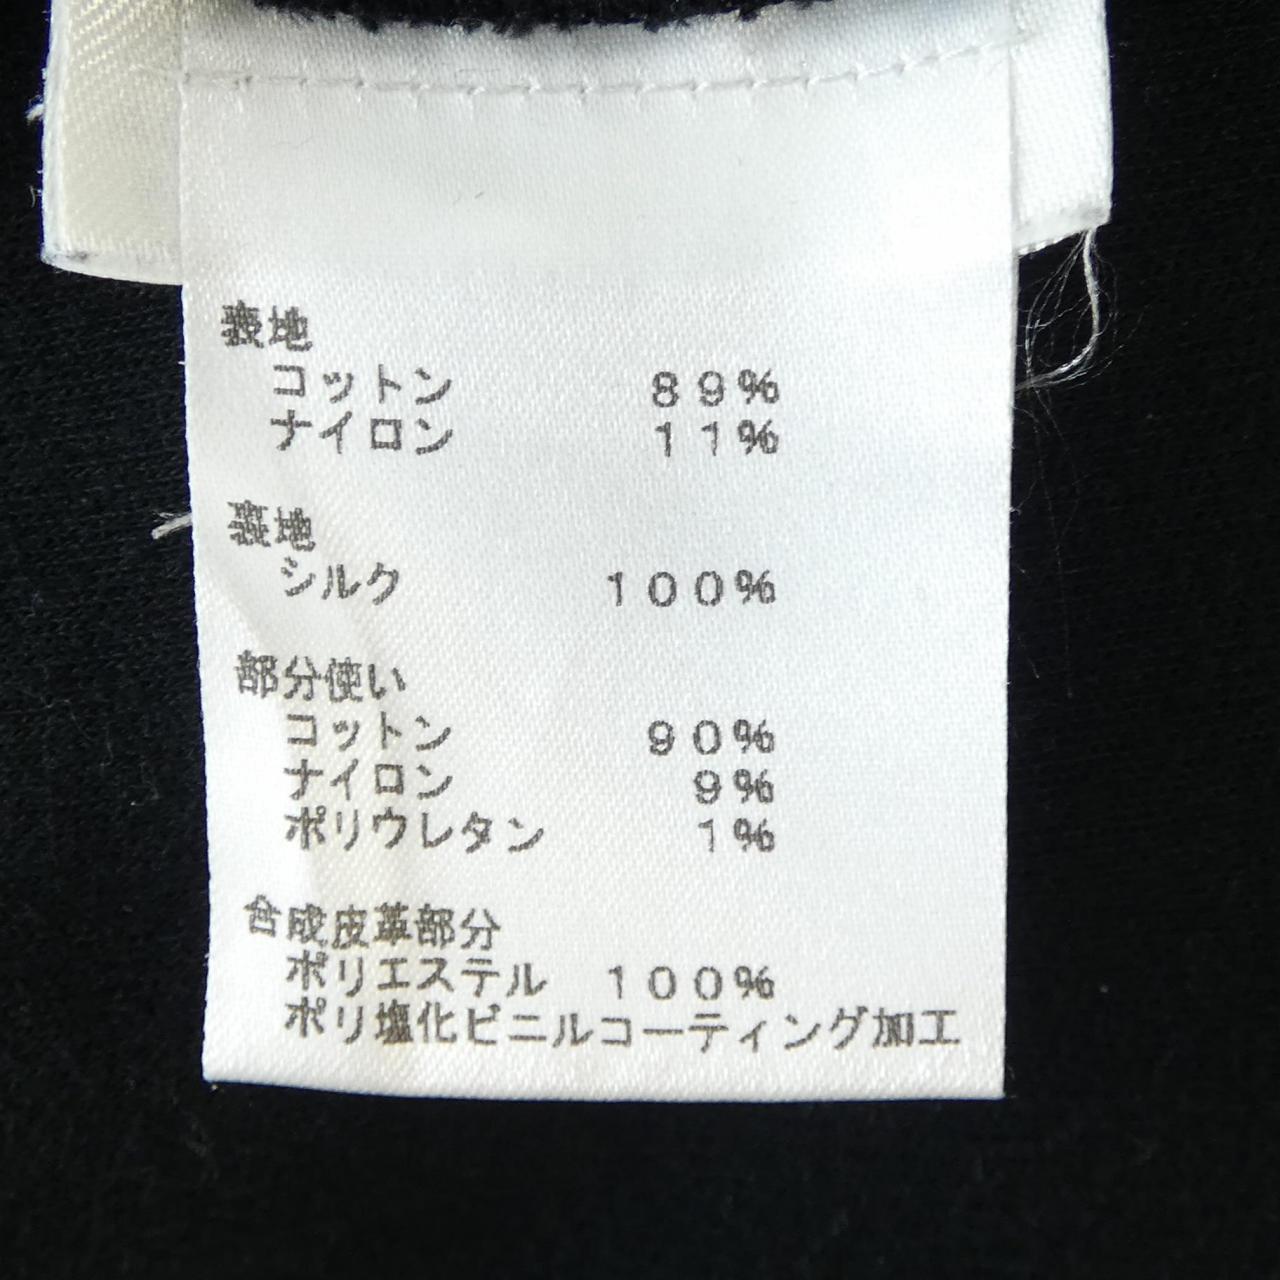 表地
コットン 89%
ナイロン 11%
裏地
シルク 100%
部分使い
コットン 90%
ナイロン 9%
ポリウレタン 1%
合成皮革部分
ポリエステル 100%
ポリ塩化ビニルコーティング加工